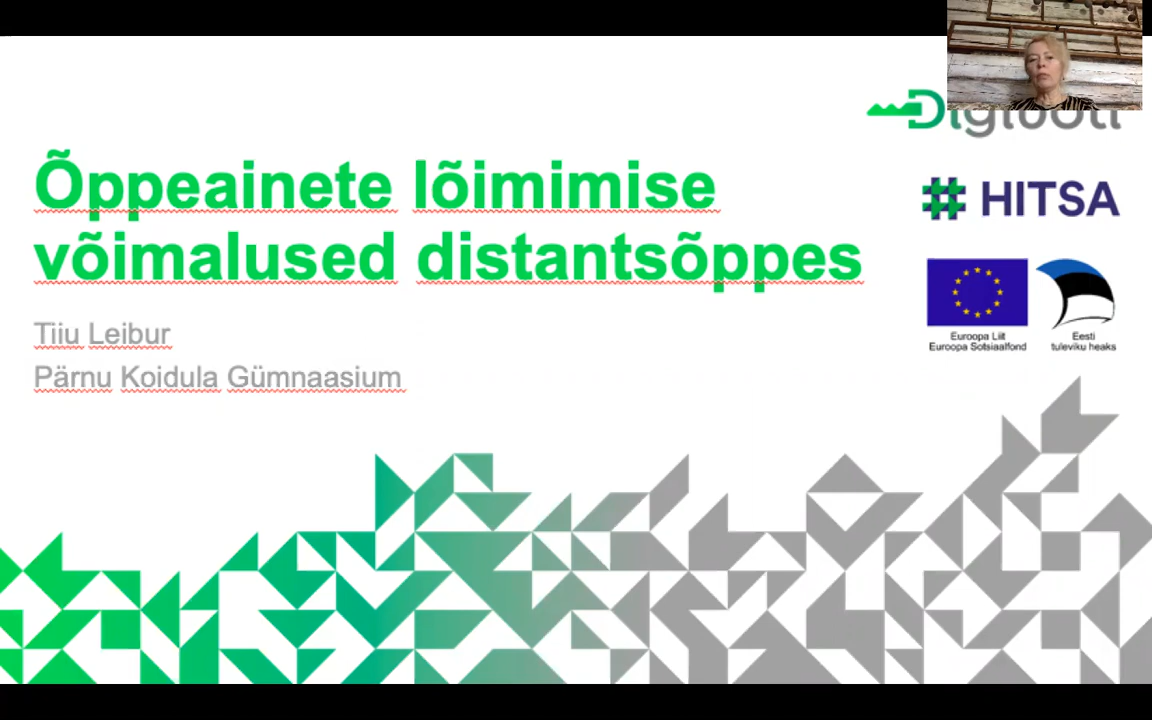 Õppeainete lõimimise
võimalused distantsõppes
Tiiu Leibur
Pärnu Koidula Gümnaasium
HITSA
Euroopa Liit
Euroopa Sotsiaalfond
Eesti
tuleviku heaks